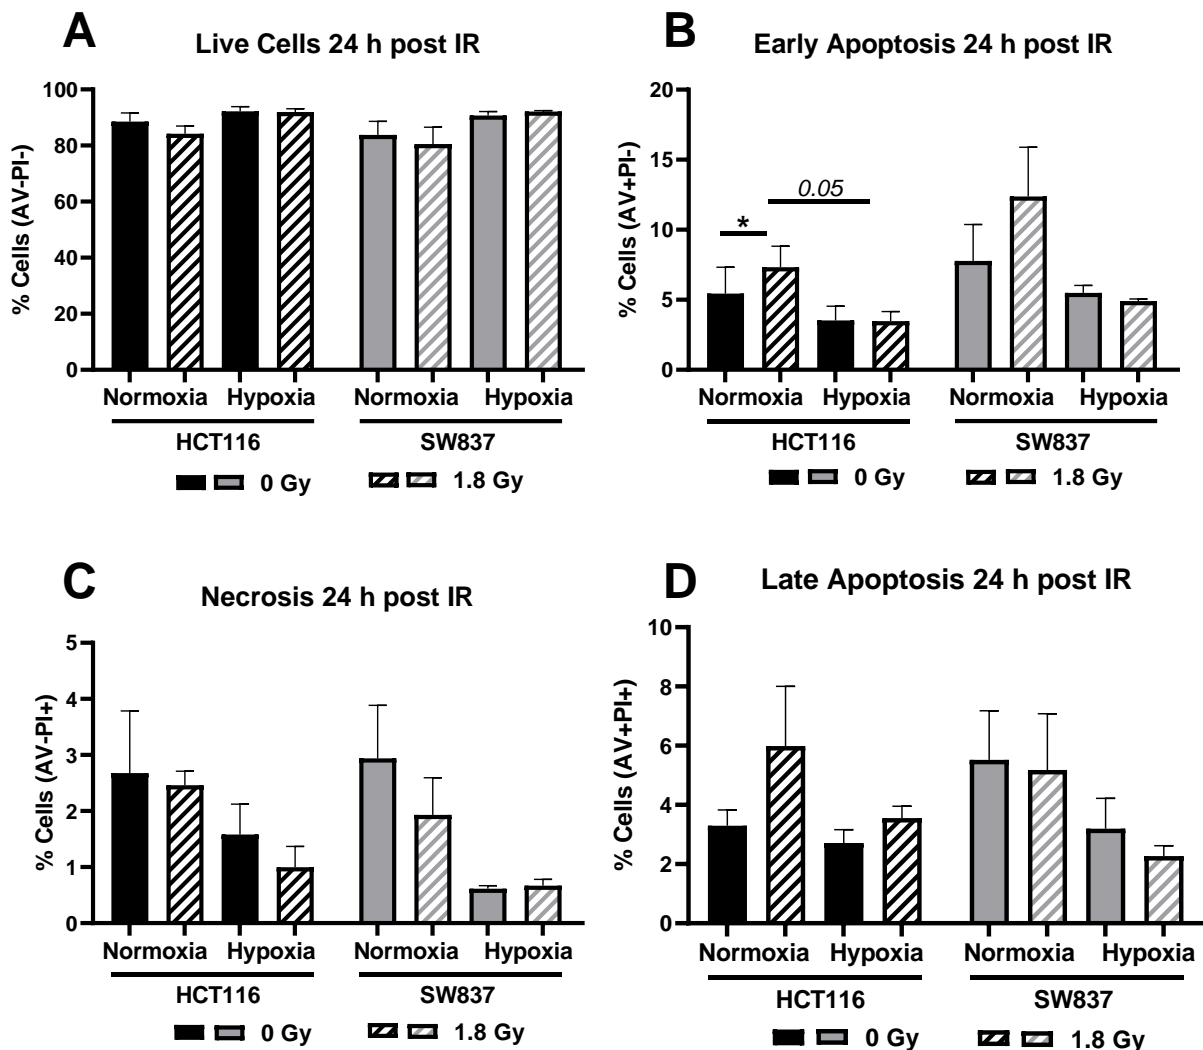 A
Live Cells 24 h post IR
% Cells (AV-PI-)
100
80
60
40
20
0
Normoxia Hypoxia Normoxia Hypoxia
HCT116 SW837
0 Gy 1.8 Gy
B
Early Apoptosis 24 h post IR
% Cells (AV+PI-)
20
15
10
5
0
*
0.05
Normoxia Hypoxia Normoxia Hypoxia
HCT116 SW837
0 Gy 1.8 Gy
C
Necrosis 24 h post IR
% Cells (AV-PI+)
5
4
3
2
1
0
Normoxia Hypoxia Normoxia Hypoxia
HCT116 SW837
0 Gy 1.8 Gy
D
Late Apoptosis 24 h post IR
% Cells (AV+PI+)
10
8
6
4
2
0
Normoxia Hypoxia Normoxia Hypoxia
HCT116 SW837
0 Gy 1.8 Gy